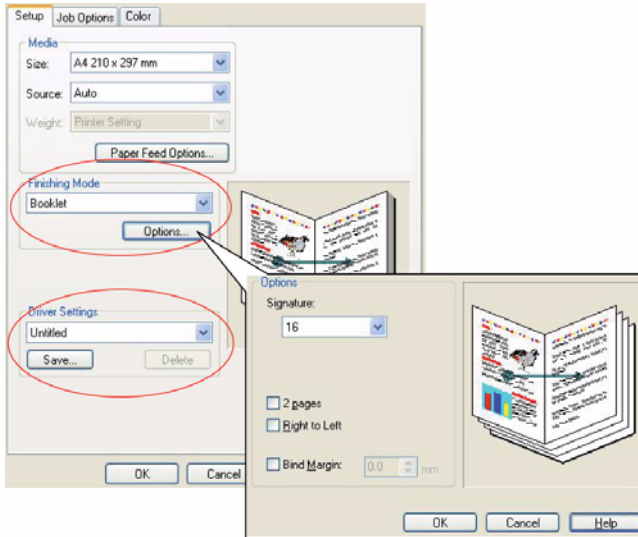 Setup Job Options Color
Media
Size: A4 210 x 297 mm
Source: Auto
Weight: Printer Setting
Paper Feed Options...
Finishing Mode
Booklet
Options...
Driver Settings
Untitled
Save... Delete
OK Cancel
Options
Signature:
16
2 pages
Right to Left
Bind Margin: 0.0 mm
OK Cancel Help